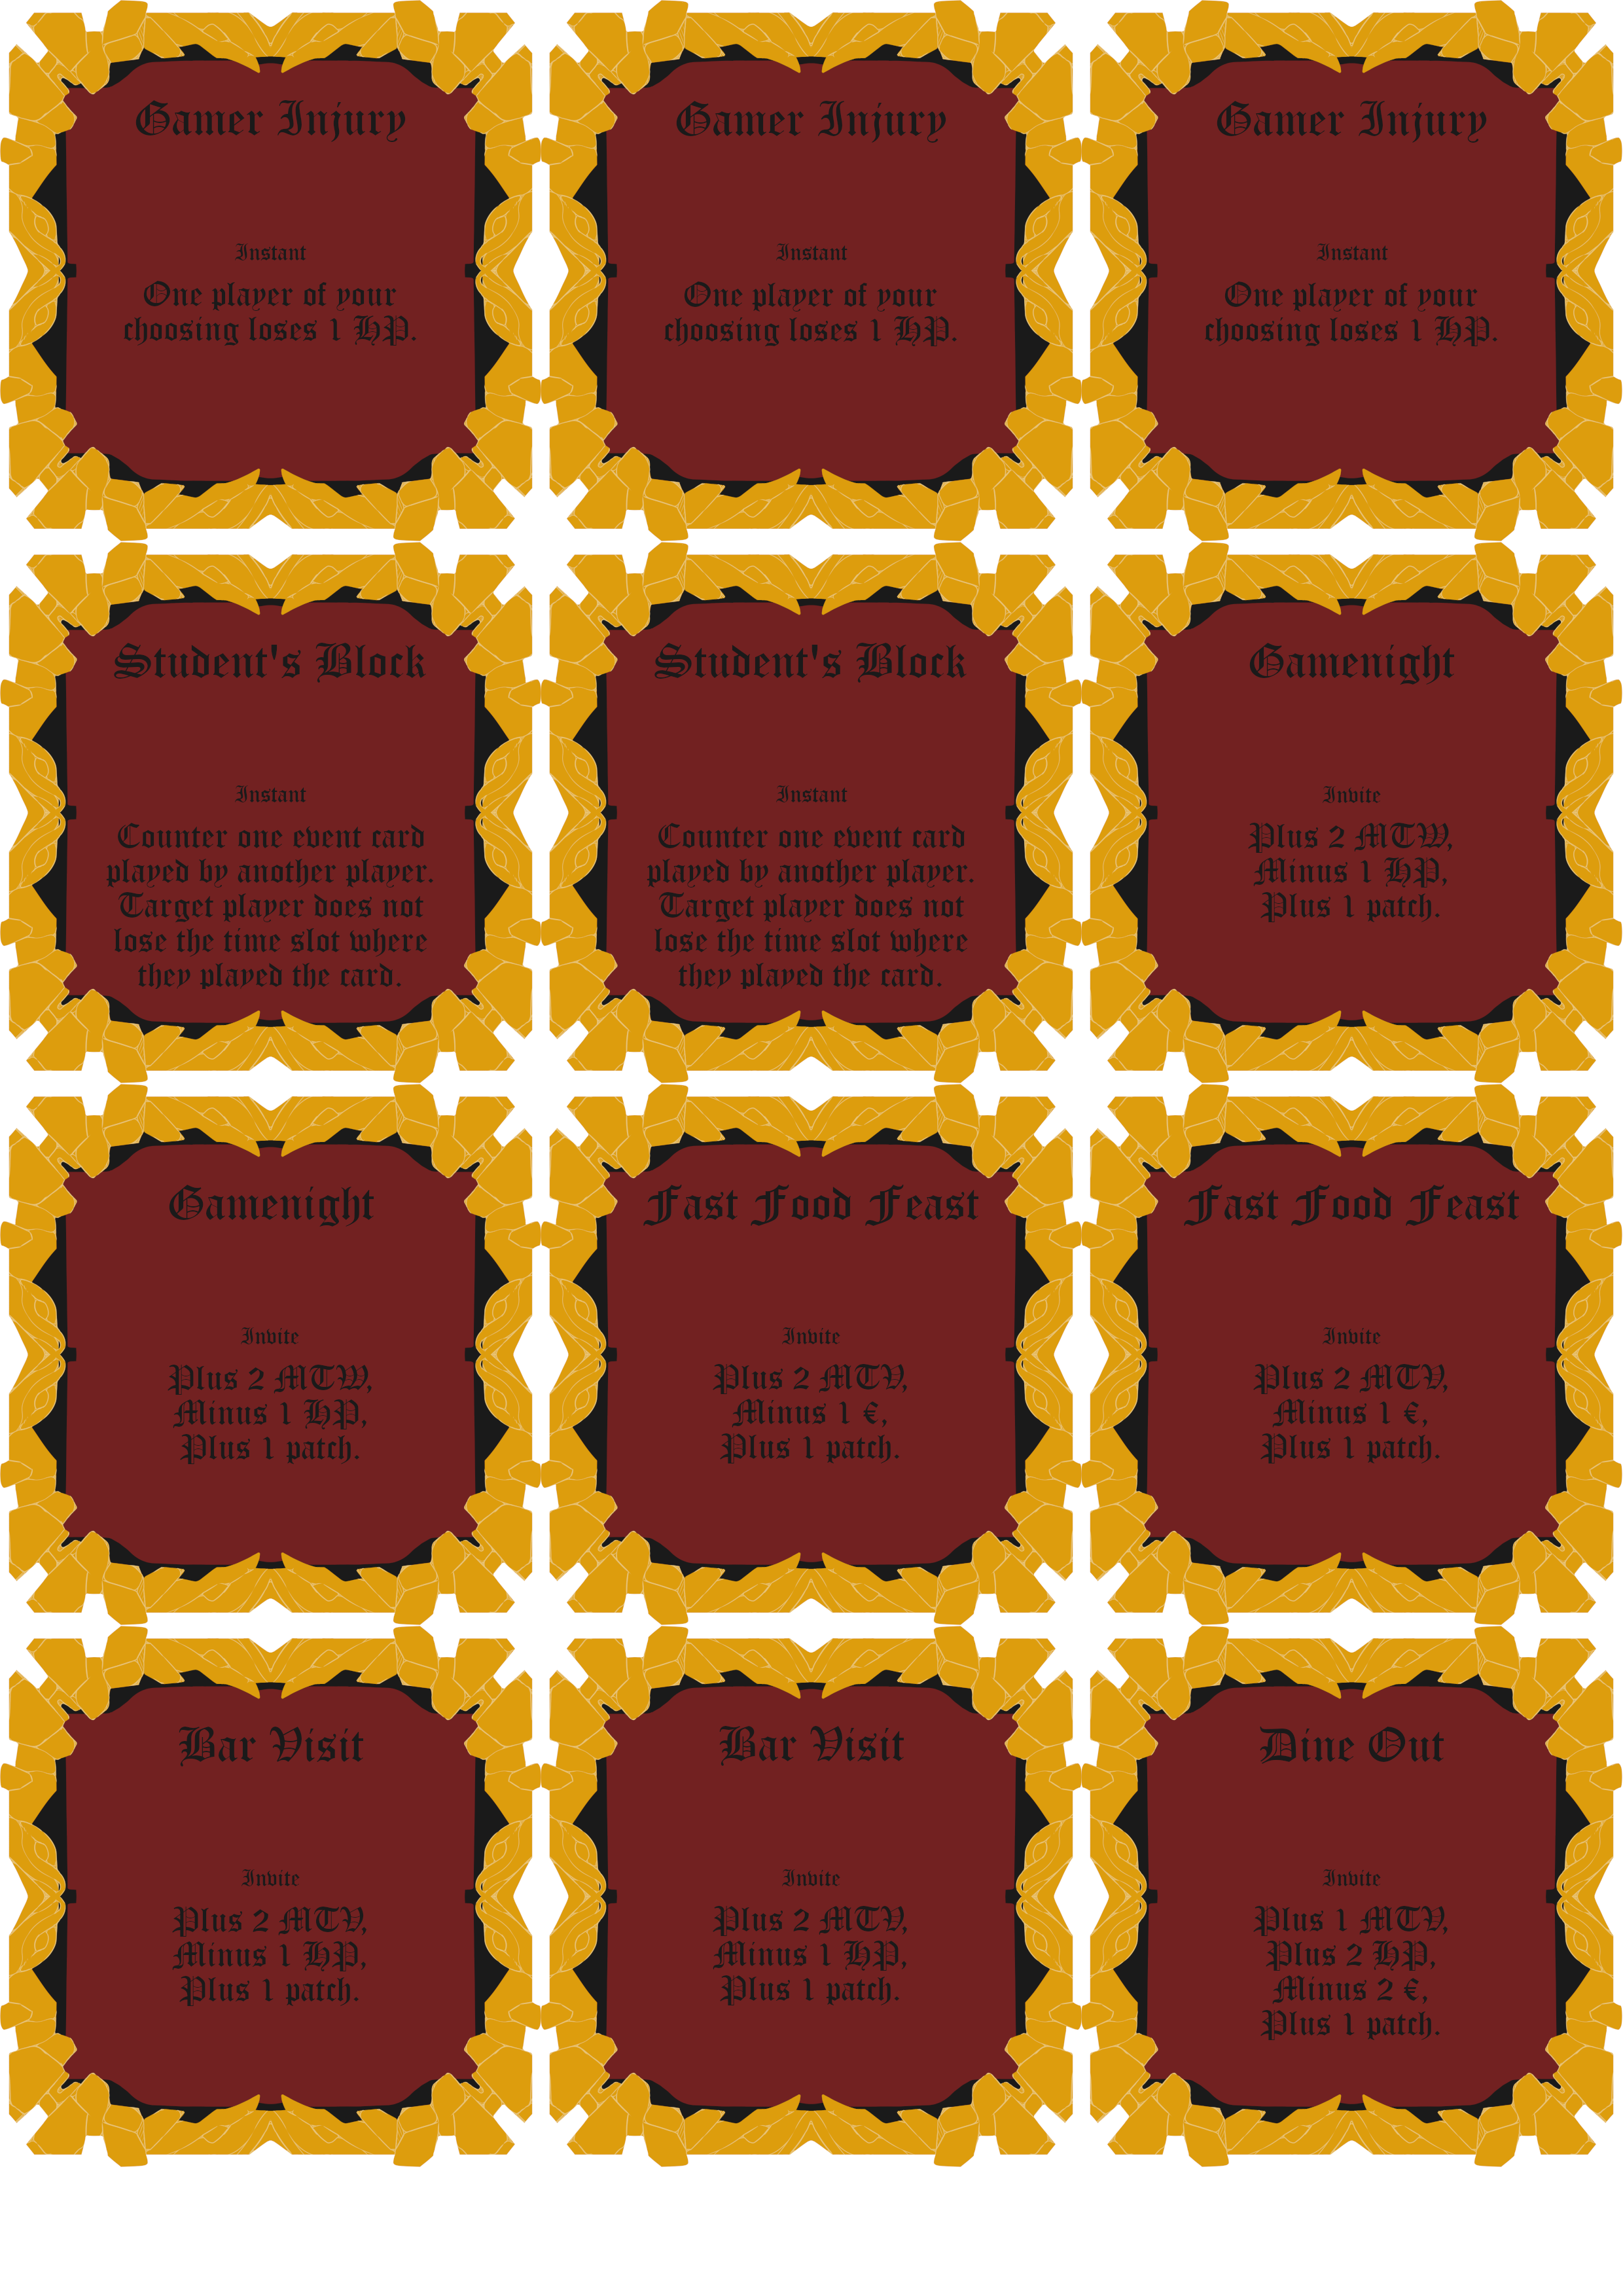 Gamer Injury
Instant
One player of your
choosing loses 1 HP.
Gamer Injury
Instant
One player of your
choosing loses 1 HP.
Gamer Injury
Instant
One player of your
choosing loses 1 HP.
Student's Block
Instant
Counter one event card
played by another player.
Target player does not
lose the time slot where
they played the card.
Student's Block
Instant
Counter one event card
played by another player.
Target player does not
lose the time slot where
they played the card.
Gamenight
Invite
Plus 2 MTW,
Minus 1 HP,
Plus 1 patch.
Gamenight
Invite
Plus 2 MTW,
Minus 1 HP,
Plus 1 patch.
Fast Food Feast
Invite
Plus 2 MTV,
Minus 1 €,
Plus 1 patch.
Fast Food Feast
Invite
Plus 2 MTV,
Minus 1 €,
Plus 1 patch.
Bar Visit
Invite
Plus 2 MTV,
Minus 1 HP,
Plus 1 patch.
Bar Visit
Invite
Plus 2 MTV,
Minus 1 HP,
Plus 1 patch.
Dine Out
Invite
Plus 1 MTV,
Plus 2 HP,
Minus 2 €,
Plus 1 patch.